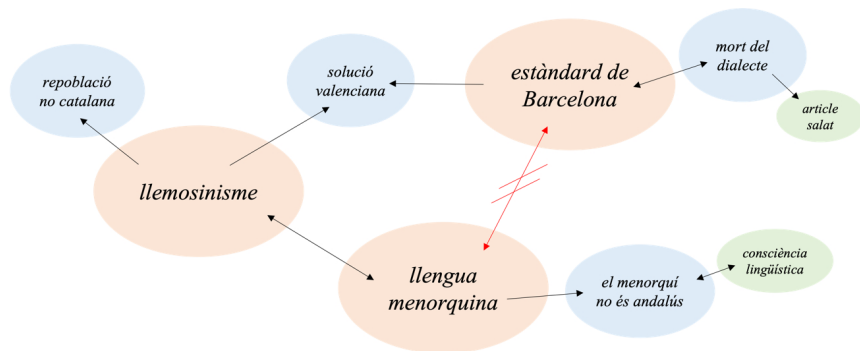 repoblació
no catalana
solució
valenciana
estàndard de
Barcelona
mort del
dialecte
article
salat
llemosinisme
llengua
menorquina
el menorquí
no és andalús
consciència
lingüística